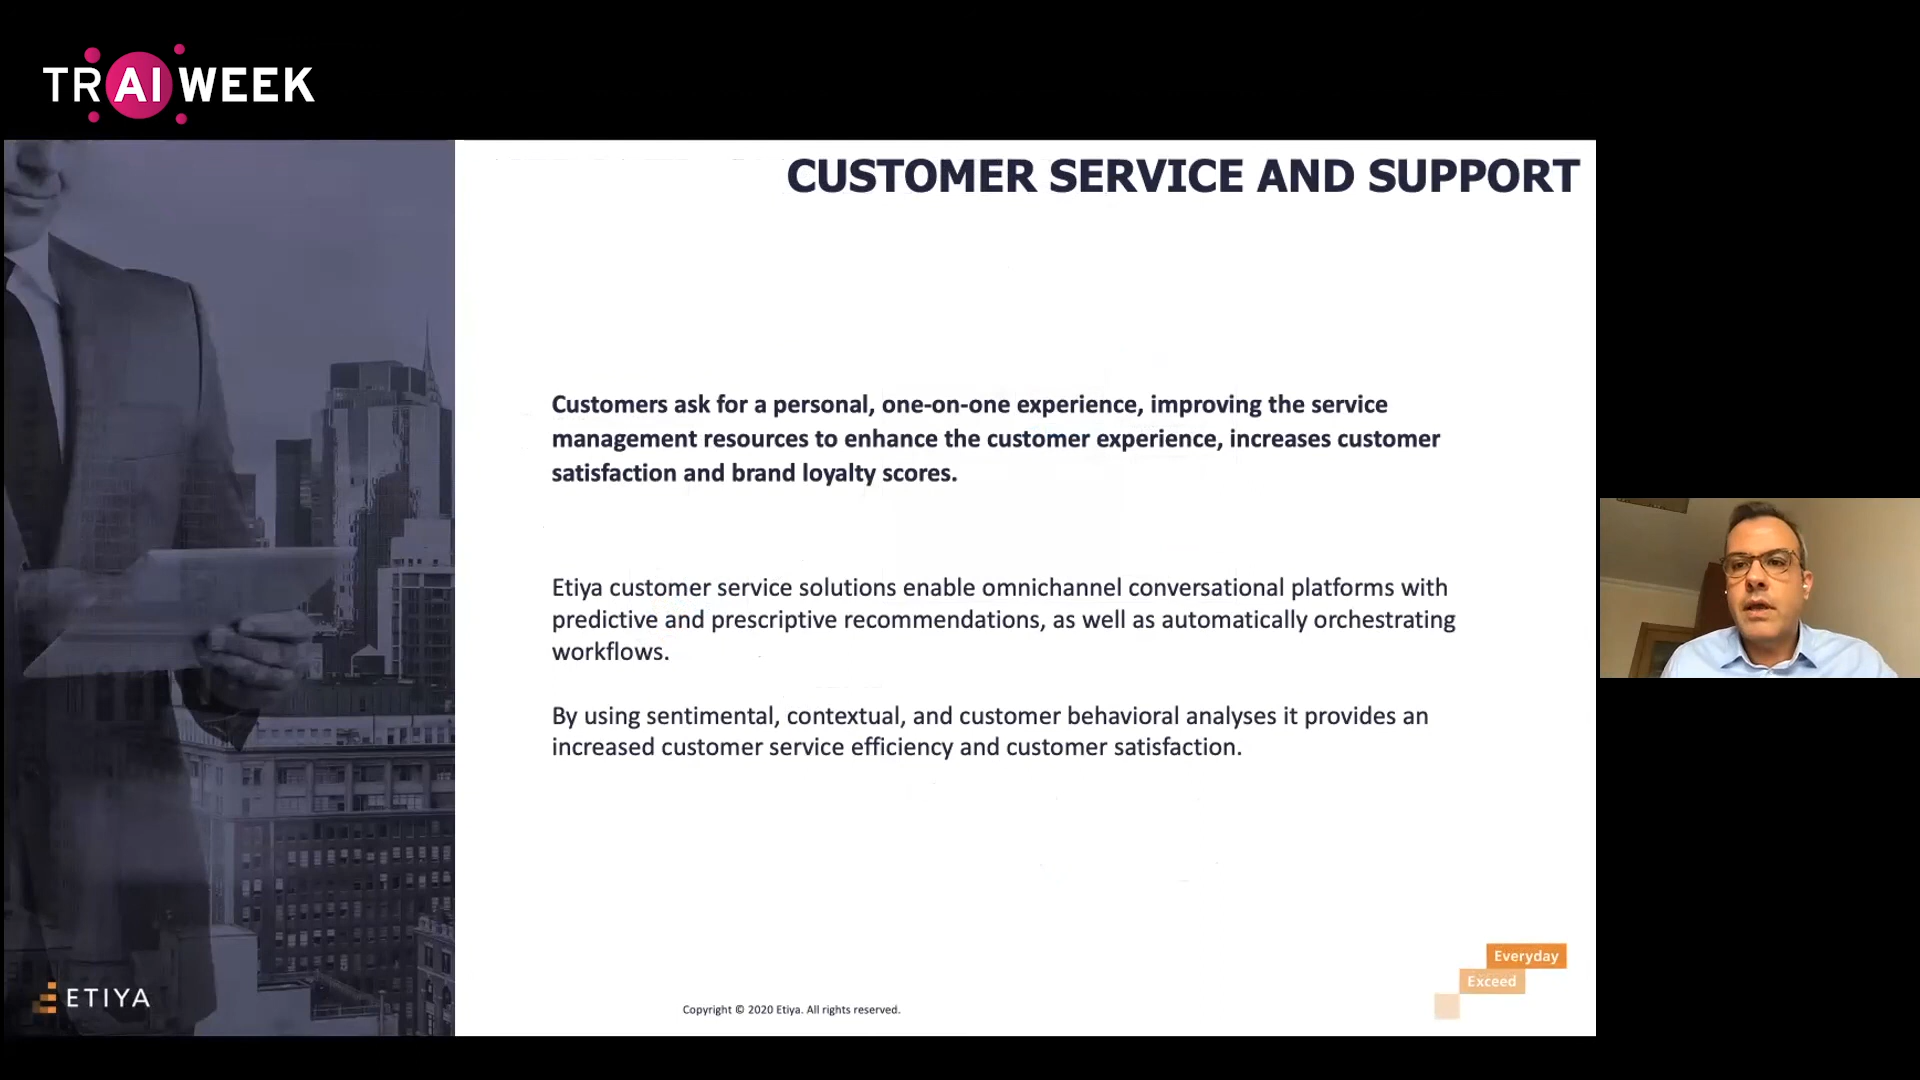 TRAI WEEK
CUSTOMER SERVICE AND SUPPORT
Customers ask for a personal, one-on-one experience, improving the service
management resources to enhance the customer experience, increases customer
satisfaction and brand loyalty scores.
Etiya customer service solutions enable omnichannel conversational platforms with
predictive and prescriptive recommendations, as well as automatically orchestrating
workflows.
By using sentimental, contextual, and customer behavioral analyses it provides an
increased customer service efficiency and customer satisfaction.
Everyday
Exceed
ETIYA
Copyright © 2020 Etiya. All rights reserved.